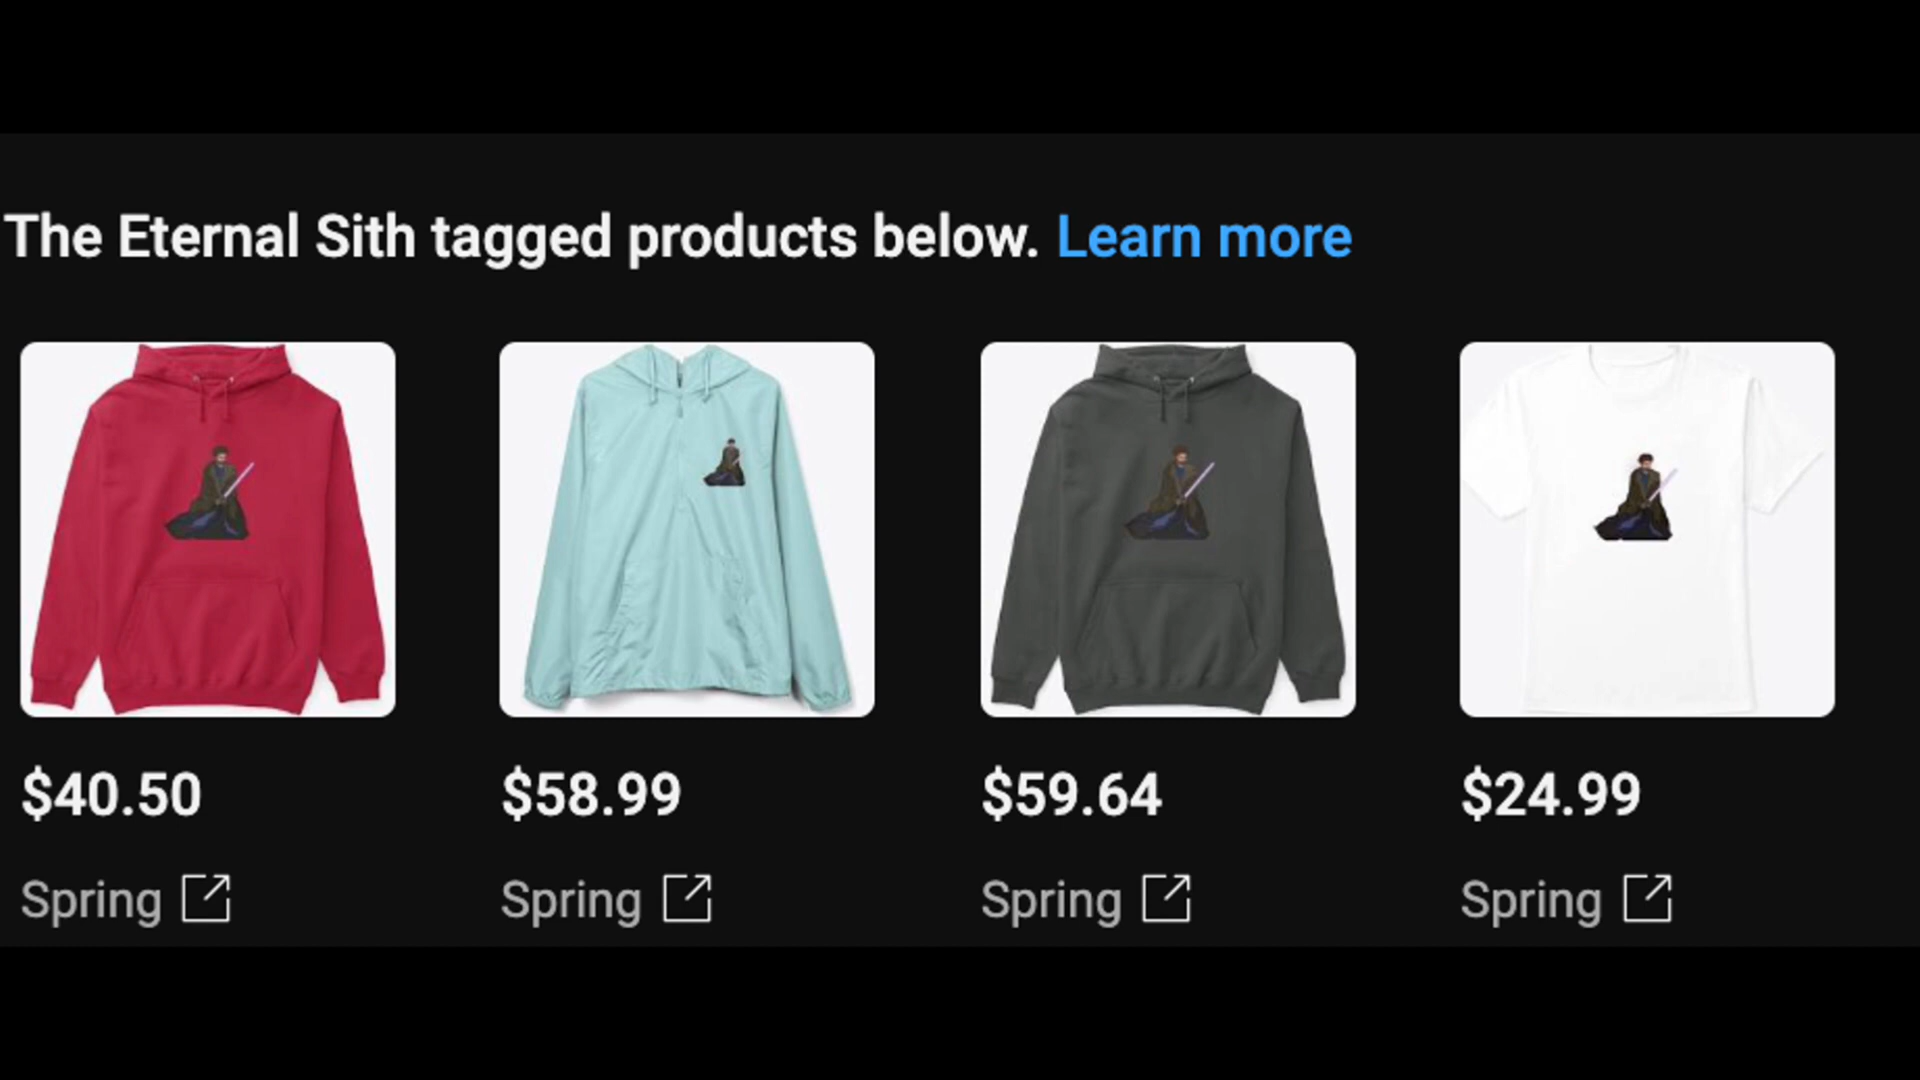 The Eternal Sith tagged products below. Learn more
$40.50
$58.99
$59.64
$24.99
Spring
Spring
Spring
Spring